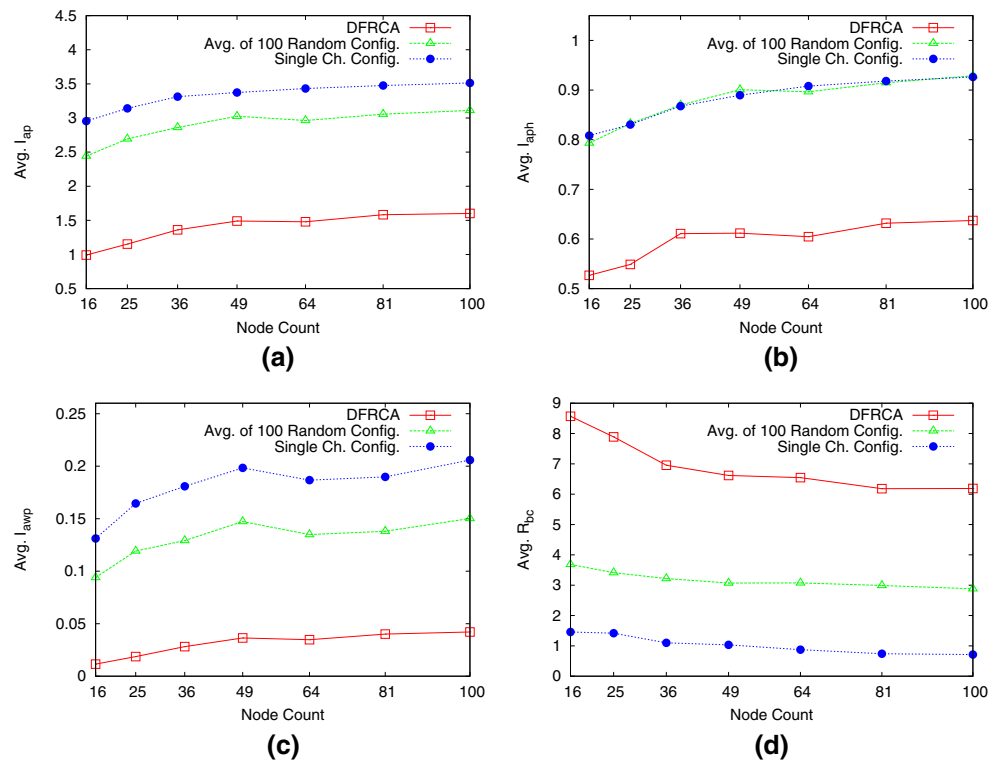 4.5
4
3.5
3
2.5
2
1.5
1
0.5
Avg. I_ap
DFRCA
Avg. of 100 Random Config.
Single Ch. Config.
16 25 36 49 64 81 100
Node Count
(a)
1
0.9
0.8
0.7
0.6
0.5
Avg. I_aph
DFRCA
Avg. of 100 Random Config.
Single Ch. Config.
16 25 36 49 64 81 100
Node Count
(b)
0.25
0.2
0.15
0.1
0.05
0
Avg. I_awp
DFRCA
Avg. of 100 Random Config.
Single Ch. Config.
16 25 36 49 64 81 100
Node Count
(c)
9
8
7
6
5
4
3
2
1
0
Avg. R_bc
DFRCA
Avg. of 100 Random Config.
Single Ch. Config.
16 25 36 49 64 81 100
Node Count
(d)